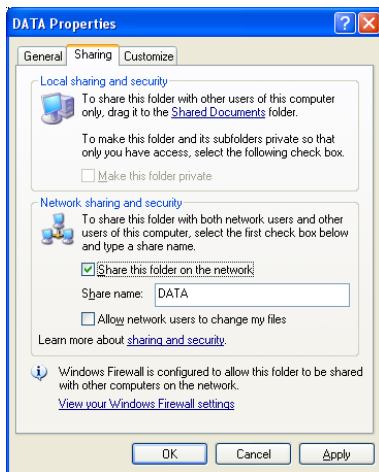 DATA Properties
General Sharing Customize
Local sharing and security
To share this folder with other users of this computer
only, drag it to the Shared Documents folder.
To make this folder and its subfolders private so that
only you have access, select the following check box.
Make this folder private
Network sharing and security
To share this folder with both network users and other
users of this computer, select the first check box below
and type a share name.
Share this folder on the network
Share name: DATA
Allow network users to change my files
Learn more about sharing and security.
Windows Firewall is configured to allow this folder to be shared
with other computers on the network.
View your Windows Firewall settings
OK Cancel Apply